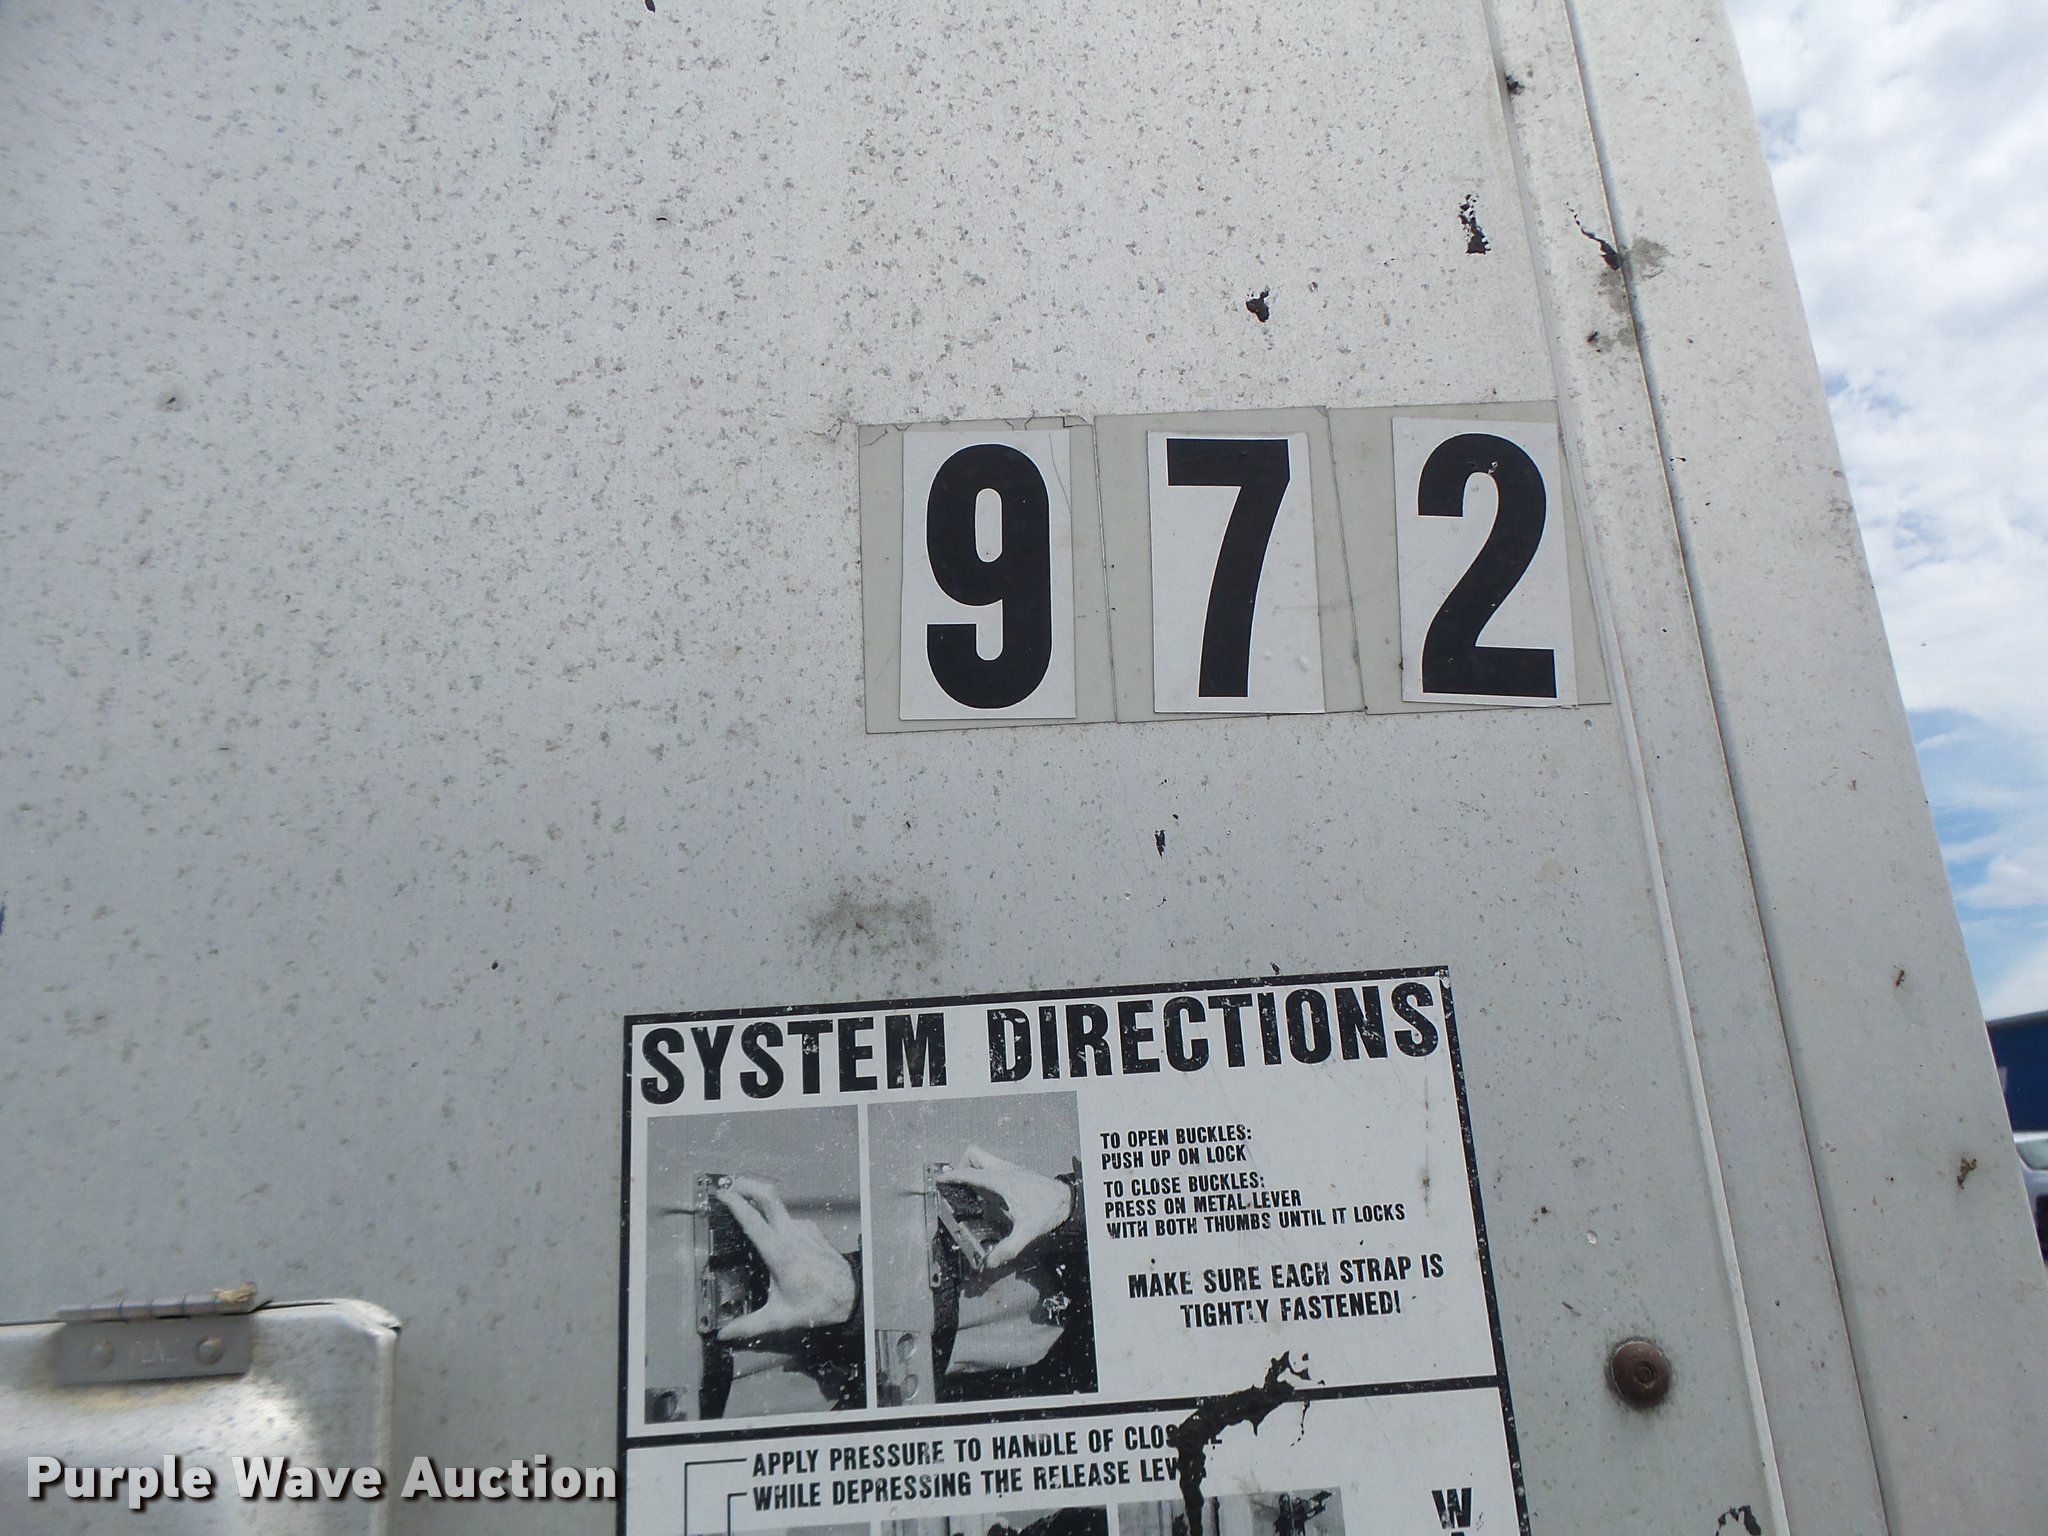 972
SYSTEM DIRECTIONS
TO OPEN BUCKLES:
PUSH UP ON LOCK
TO CLOSE BUCKLES:
PRESS ON METAL LEVER
WITH BOTH THUMBS UNTIL IT LOCKS
MAKE SURE EACH STRAP IS
TIGHTLY FASTENED!
APPLY PRESSURE TO HANDLE OF
WHILE DEPRESSING THE RELEASE
Purple Wave Auction